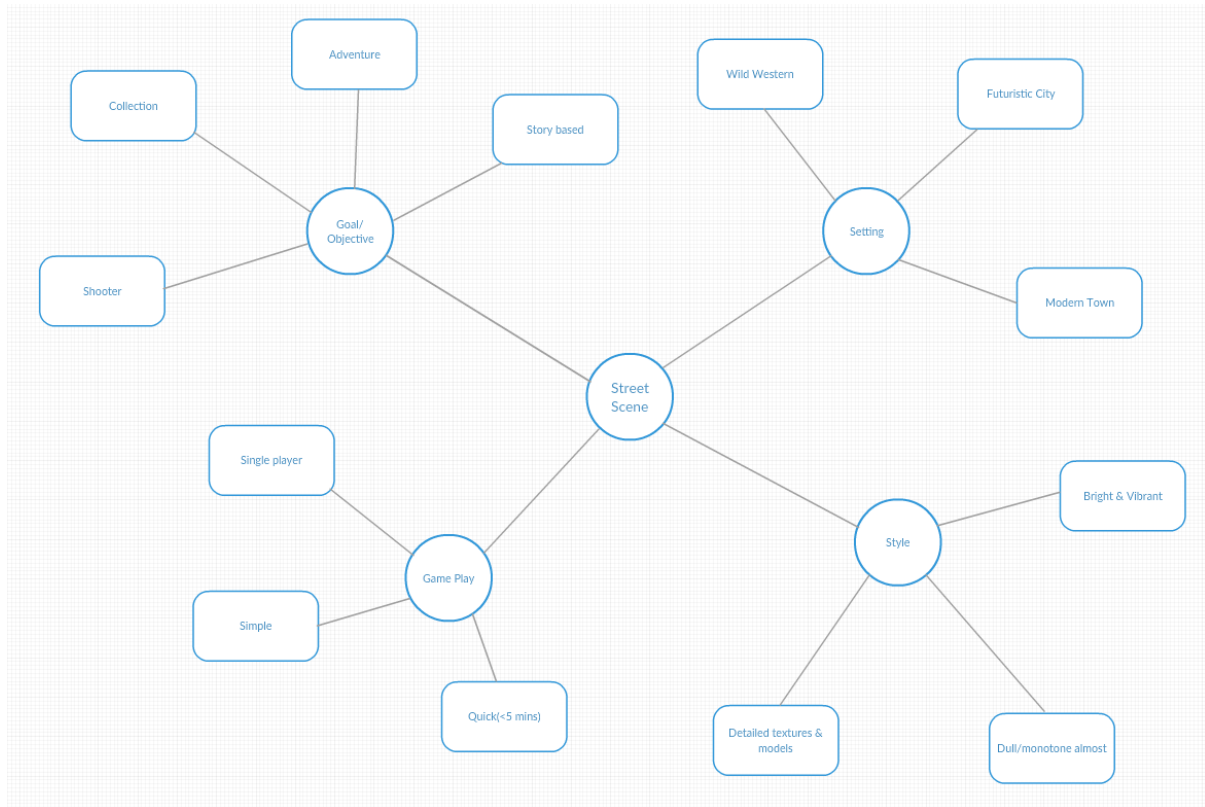 Adventure
Collection
Story based
Goal/
Objective
Shooter
Wild Western
Futuristic City
Setting
Modern Town
Street
Scene
Single player
Game Play
Simple
Quick(<5 mins)
Bright & Vibrant
Style
Detailed textures &
models
Dull/monotone almost